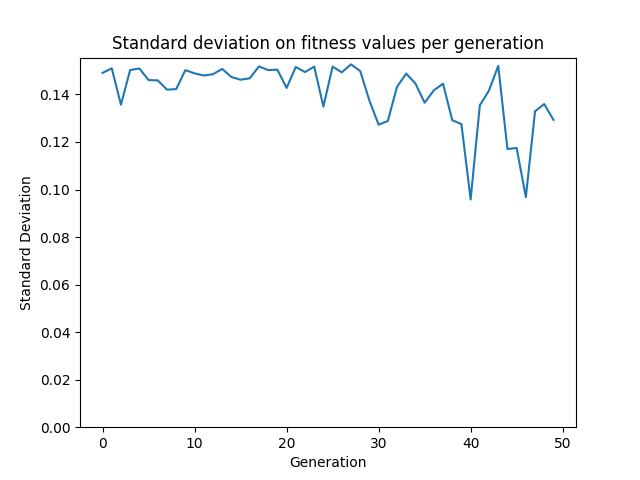 Standard deviation on fitness values per generation
0.14
0.12
0.10
0.08
0.06
0.04
0.02
0.00
Standard Deviation
0 10 20 30 40 50
Generation